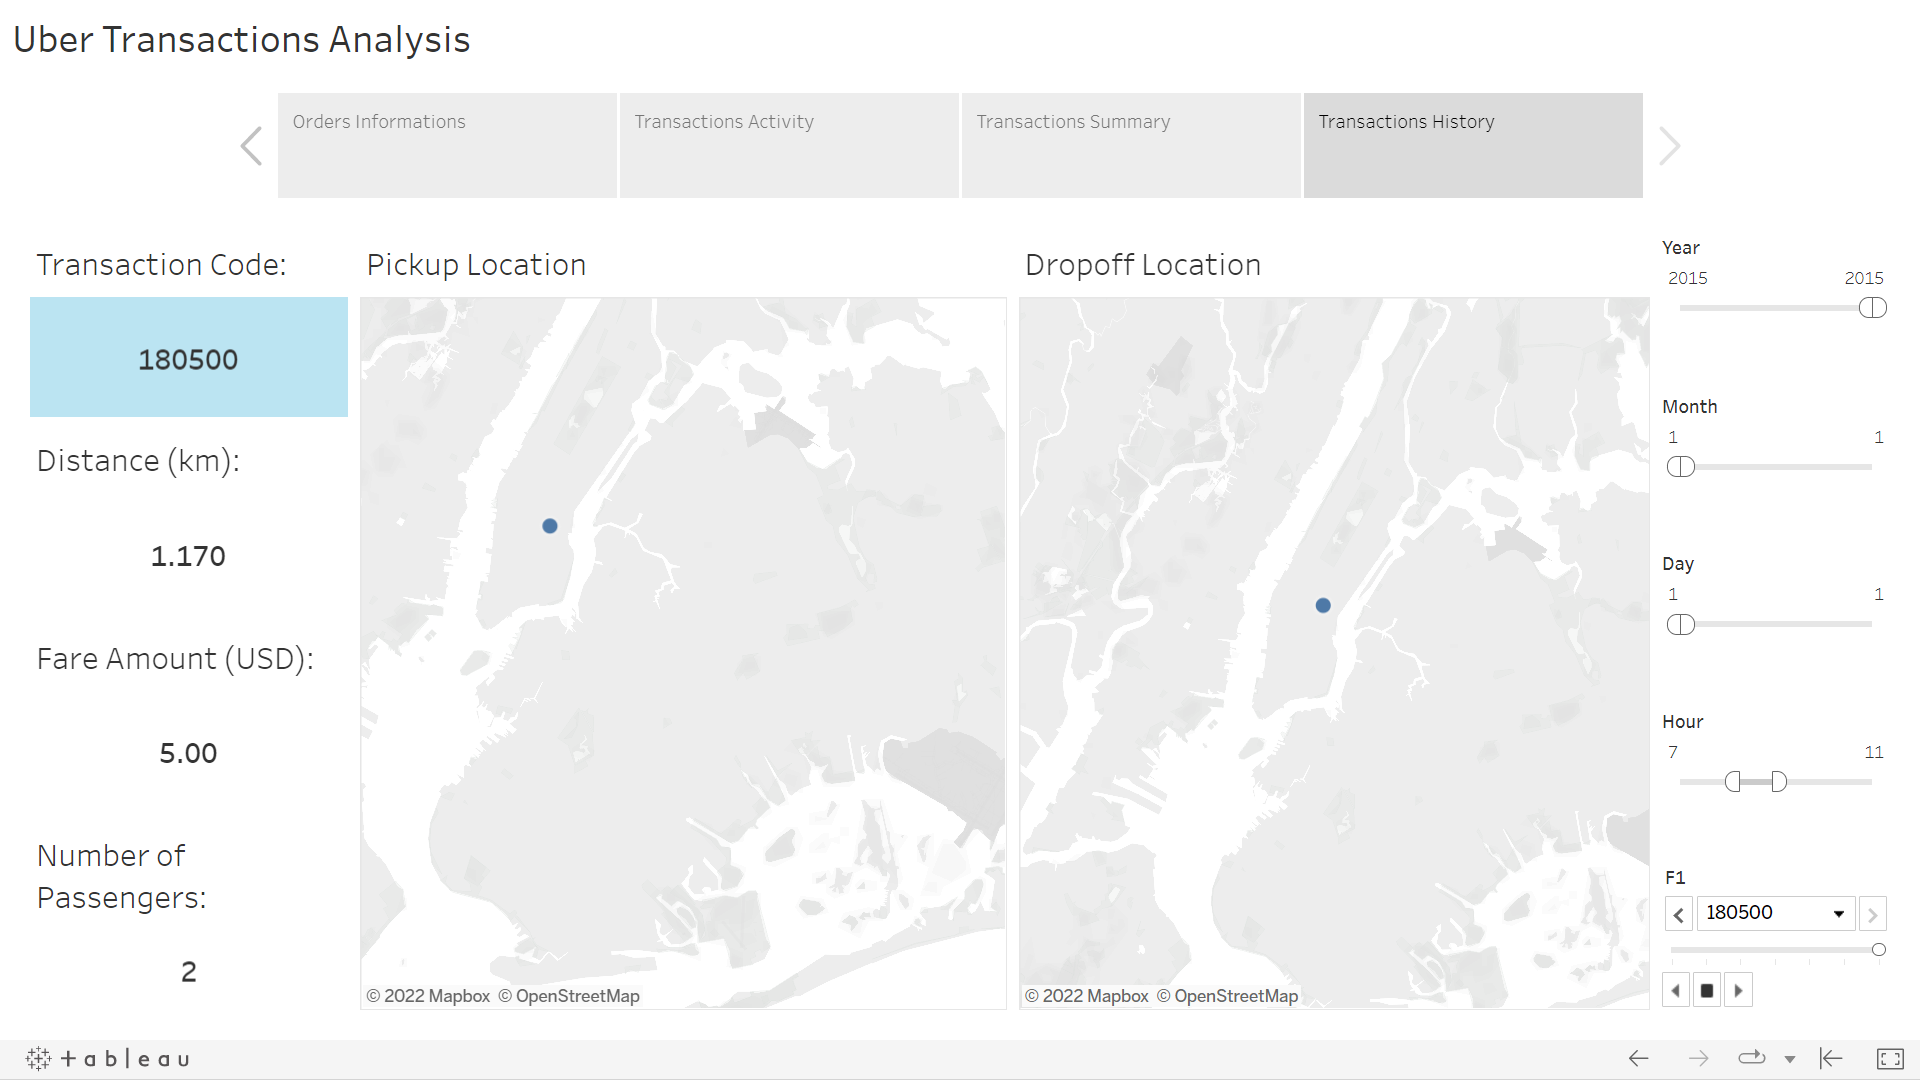 Uber Transactions Analysis
Orders Informations
Transactions Activity
Transactions Summary
Transactions History
Transaction Code:
180500
Distance (km):
1.170
Fare Amount (USD):
5.00
Number of
Passengers:
2
Pickup Location
© 2022 Mapbox © OpenStreetMap
Dropoff Location
© 2022 Mapbox © OpenStreetMap
Year
2015 2015
Month
1 1
Day
1 1
Hour
7 11
F1
180500
+ a b l e a u